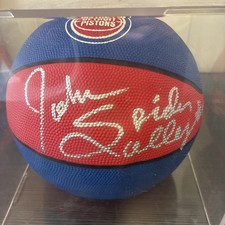 DETROIT
PISTONS
John
Spider
Salley